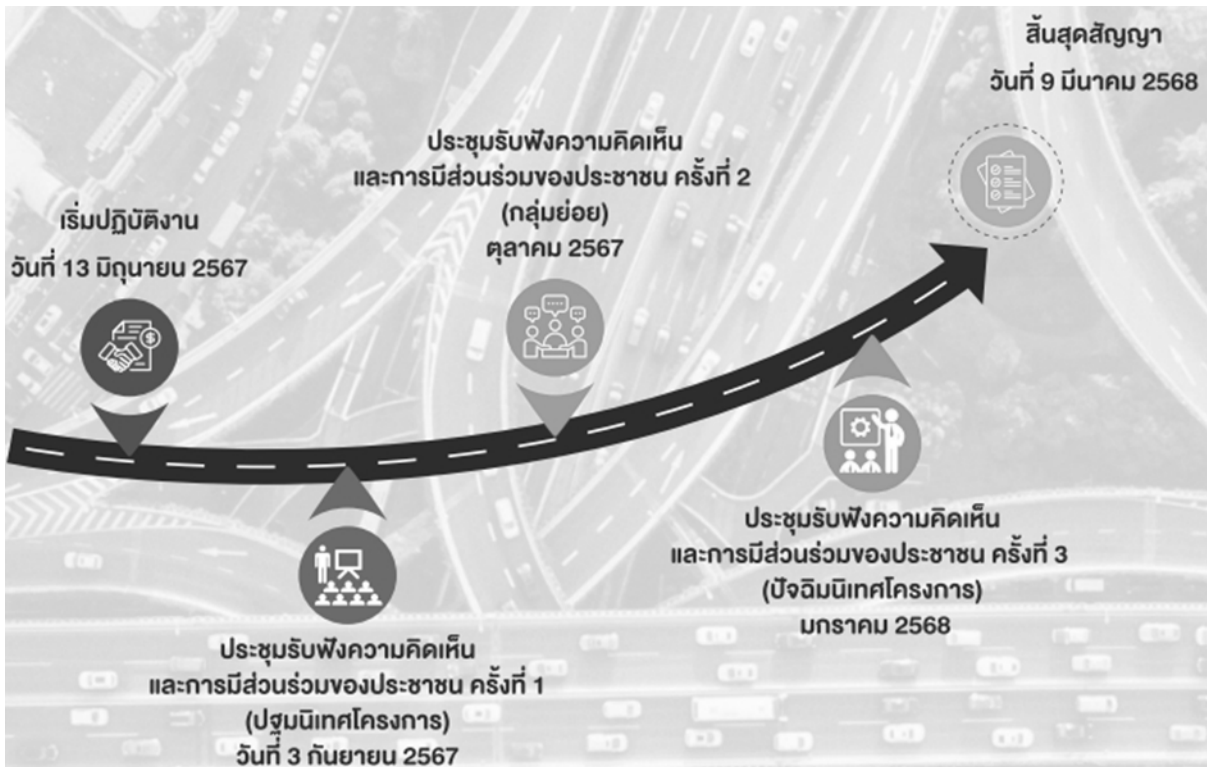 เริ่มปฏิบัติงาน
วันที่ 13 มิถุนายน 2567
ประชุมรับฟังความคิดเห็น
และการมีส่วนร่วมของประชาชน ครั้งที่ 1
(ปฐมนิเทศโครงการ)
วันที่ 3 กันยายน 2567
ประชุมรับฟังความคิดเห็น
และการมีส่วนร่วมของประชาชน ครั้งที่ 2
(กลุ่มย่อย)
ตุลาคม 2567
ประชุมรับฟังความคิดเห็น
และการมีส่วนร่วมของประชาชน ครั้งที่ 3
(ปัจฉิมนิเทศโครงการ)
มกราคม 2568
สิ้นสุดสัญญา
วันที่ 9 มีนาคม 2568